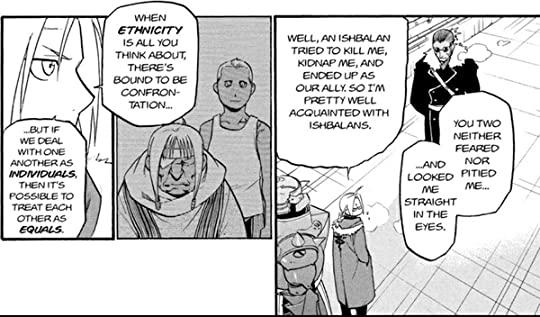 YOU TWO
NEITHER
FEARED
NOR
PITIED
ME...
...AND
LOOKED
ME
STRAIGHT
IN THE
EYES.
WELL, AN ISHBALAN
TRIED TO KILL ME,
KIDNAP ME, AND
ENDED UP AS
OUR ALLY. SO I'M
PRETTY WELL
ACQUAINTED WITH
ISHBALANS.
WHEN
ETHNICITY
IS ALL YOU
THINK ABOUT,
THERE'S
BOUND TO BE
CONFRON-
TATION...
...BUT IF
WE DEAL
WITH ONE
ANOTHER AS
INDIVIDUALS,
THEN IT'S
POSSIBLE TO
TREAT EACH
OTHER AS
EQUALS.